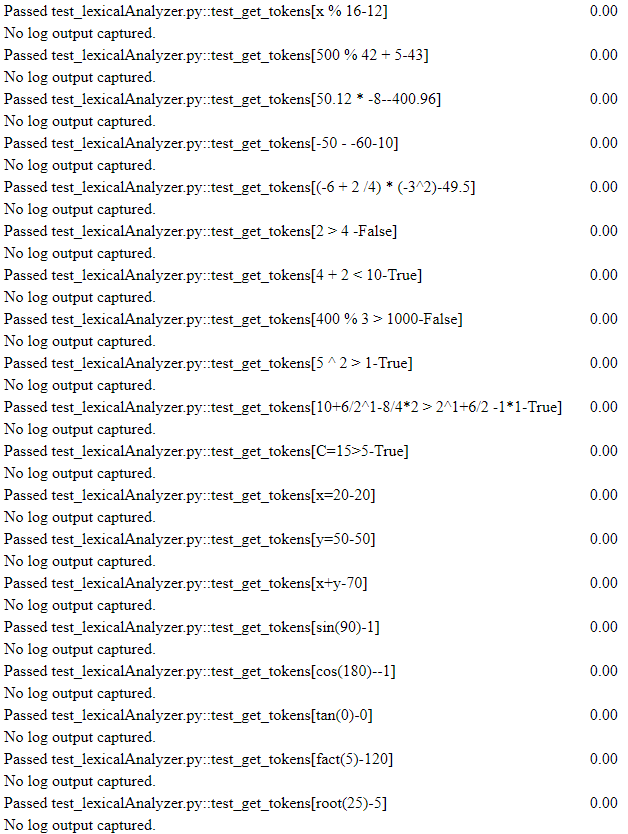 Passed test_lexicalAnalyzer.py::test_get_tokens[x % 16-12] 0.00
No log output captured.
Passed test_lexicalAnalyzer.py::test_get_tokens[500 % 42 + 5-43] 0.00
No log output captured.
Passed test_lexicalAnalyzer.py::test_get_tokens[50.12 * -8--400.96] 0.00
No log output captured.
Passed test_lexicalAnalyzer.py::test_get_tokens[-50 - -60-10] 0.00
No log output captured.
Passed test_lexicalAnalyzer.py::test_get_tokens[(-6 + 2 /4) * (-3^2)-49.5] 0.00
No log output captured.
Passed test_lexicalAnalyzer.py::test_get_tokens[2 > 4 -False] 0.00
No log output captured.
Passed test_lexicalAnalyzer.py::test_get_tokens[4 + 2 < 10-True] 0.00
No log output captured.
Passed test_lexicalAnalyzer.py::test_get_tokens[400 % 3 > 1000-False] 0.00
No log output captured.
Passed test_lexicalAnalyzer.py::test_get_tokens[5 ^ 2 > 1-True] 0.00
No log output captured.
Passed test_lexicalAnalyzer.py::test_get_tokens[10+6/2^1-8/4*2 > 2^1+6/2 -1*1-True] 0.00
No log output captured.
Passed test_lexicalAnalyzer.py::test_get_tokens[C=15>5-True] 0.00
No log output captured.
Passed test_lexicalAnalyzer.py::test_get_tokens[x=20-20] 0.00
No log output captured.
Passed test_lexicalAnalyzer.py::test_get_tokens[y=50-50] 0.00
No log output captured.
Passed test_lexicalAnalyzer.py::test_get_tokens[x+y-70] 0.00
No log output captured.
Passed test_lexicalAnalyzer.py::test_get_tokens[sin(90)-1] 0.00
No log output captured.
Passed test_lexicalAnalyzer.py::test_get_tokens[cos(180)--1] 0.00
No log output captured.
Passed test_lexicalAnalyzer.py::test_get_tokens[tan(0)-0] 0.00
No log output captured.
Passed test_lexicalAnalyzer.py::test_get_tokens[fact(5)-120] 0.00
No log output captured.
Passed test_lexicalAnalyzer.py::test_get_tokens[root(25)-5] 0.00
No log output captured.